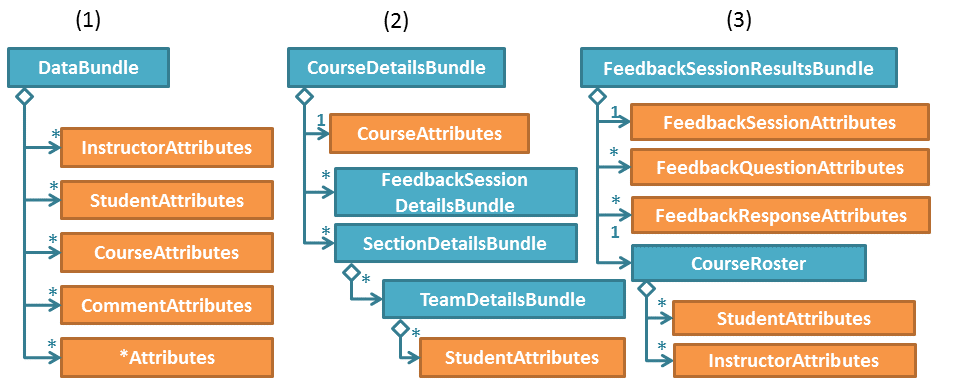 (1)
DataBundle
*
InstructorAttributes
*
StudentAttributes
*
CourseAttributes
*
CommentAttributes
*
*Attributes
(2)
CourseDetailsBundle
1
CourseAttributes
*
FeedbackSession
DetailsBundle
*
SectionDetailsBundle
*
TeamDetailsBundle
*
StudentAttributes
(3)
FeedbackSessionResultsBundle
1
FeedbackSessionAttributes
*
FeedbackQuestionAttributes
*
FeedbackResponseAttributes
1
CourseRoster
*
StudentAttributes
*
InstructorAttributes